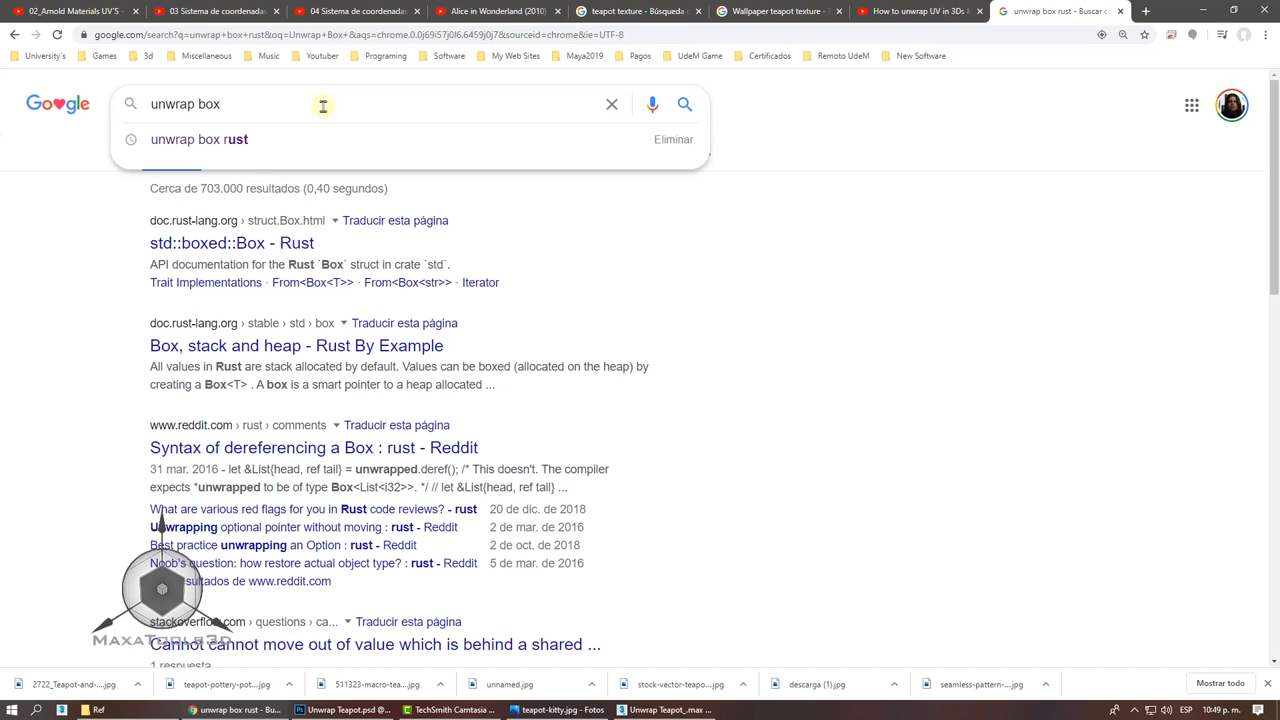 02_Arnold Materials UV'S -
03 Sistema de coordenadas
04 Sistema de coordenadas
Alice in Wonderland (2010)
teapot texture - Búsqueda
Wallpaper teapot texture -
How to unwrap UV in 3Ds
unwrap box rust - Buscar
google.com/search?q=unwrap+box+rust&oq=Unwrap+Box+&aqs=chrome.0.0j69i57j0l6.6459j0j7&sourceid=chrome&ie=UTF-8
University's Games 3d Miscellaneous Music Youtuber Programing Software My Web Sites Maya2019 Pagos UdeM Band Certificados Remoto UdeM New Software
Google
unwrap box
unwrap box rust Eliminar
Cerca de 703.000 resultados (0,40 segundos)
doc.rust-lang.org › struct.Box.html Traducir esta página
std::boxed::Box - Rust
API documentation for the Rust `Box` struct in crate `std`.
Trait Implementations · From<Box<T>> · From<Box<str>> · Iterator
doc.rust-lang.org › stable › std › box Traducir esta página
Box, stack and heap - Rust By Example
All values in Rust are stack allocated by default. Values can be boxed (allocated on the heap) by
creating a Box<T> . A box is a smart pointer to a heap allocated ...
www.reddit.com › rust › comments Traducir esta página
Syntax of dereferencing a Box : rust - Reddit
31 mar. 2016 - let &List{head, ref tail} = unwrapped.deref(); /* This doesn't. The compiler
expects *unwrapped to be of type Box<List<i32>>. */ // let &List{head, ref tail} ...
What are various red flags for you in Rust code reviews? - rust 20 de dic. de 2018
Unwrapping optional pointer without moving : rust - Reddit 2 de mar. de 2016
Best practice unwrapping an Option : rust - Reddit 2 de oct. de 2018
Noob's question: how restore actual object type? : rust - Reddit 5 de mar. de 2016
resultados de www.reddit.com
stackoverflow.com › questions › ca... Traducir esta página
MAXATOOLS3D
Cannot cannot move out of value which is behind a shared ...
1 respuesta
2722_Teapot-and-...jpg
teapot-pottery-pot....jpg
511323-macro-tea....jpg
unnamed.jpg
stock-vector-teapo....jpg
descarga (1).jpg
seamless-pattern-....jpg
Mostrar todo
Ref
unwrap box rust - Bu...
Unwrap Teapot.psd @...
TechSmith Camtasia ...
teapot-kitty.jpg - Fotos
Unwrap Teapot_.max ...
ESP 10:49 p. m.